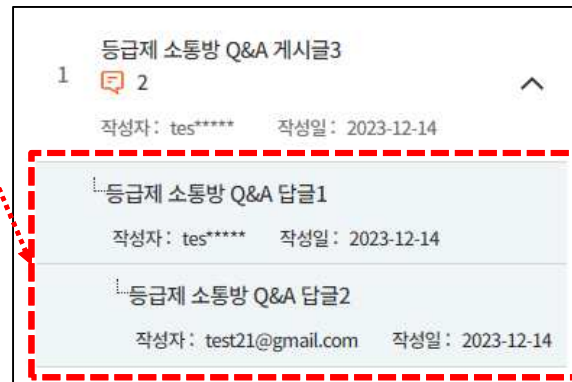 등급제 소통방 Q&A 게시글3
1
2
작성자 : tes***** 작성일 : 2023-12-14
등급제 소통방 Q&A 답글1
작성자 : tes***** 작성일 : 2023-12-14
등급제 소통방 Q&A 답글2
작성자 : test21@gmail.com 작성일 : 2023-12-14